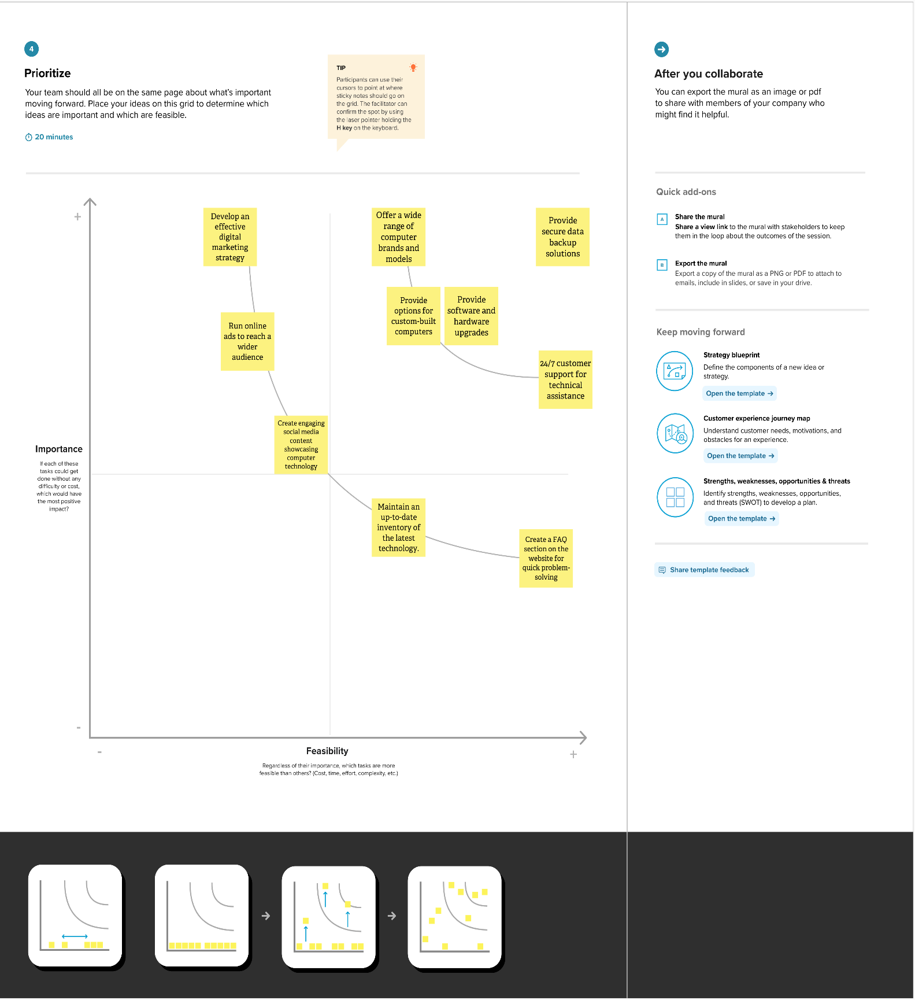 4
Prioritize
Your team should all be on the same page about what's important
moving forward. Place your ideas on this grid to determine which
ideas are important and which are feasible.
20 minutes
TIP
Participants can use their
cursors to point at where
sticky notes should go on
the grid. The facilitator can
confirm the spot by using
the laser pointer holding the
H key on the keyboard.
+
Develop an
effective
digital
marketing
strategy
Offer a wide
range of
computer
brands and
models
Provide
secure data
backup
solutions
Run online
ads to reach a
wider
audience
Provide
options for
custom-built
computers
Provide
software and
hardware
upgrades
24/7 customer
support for
technical
assistance
Create engaging
social media
content
showcasing
computer
technology
Importance
If each of these
tasks could get
done without any
difficulty or cost,
which would have
the most positive
impact?
Maintain an
up-to-date
inventory of
the latest
technology.
Create a FAQ
section on the
website for
quick problem-
solving
-
-
Feasibility
+
Regardless of their importance, which tasks are more
feasible than others? (Cost, time, effort, complexity, etc.)
After you collaborate
You can export the mural as an image or pdf
to share with members of your company who
might find it helpful.
Quick add-ons
A
Share the mural
Share a view link to the mural with stakeholders to keep
them in the loop about the outcomes of the session.
B
Export the mural
Export a copy of the mural as a PNG or PDF to attach to
emails, include in slides, or save in your drive.
Keep moving forward
Strategy blueprint
Define the components of a new idea or
strategy.
Open the template →
Customer experience journey map
Understand customer needs, motivations, and
obstacles for an experience.
Open the template →
Strengths, weaknesses, opportunities & threats
Identify strengths, weaknesses, opportunities,
and threats (SWOT) to develop a plan.
Open the template →
Share template feedback